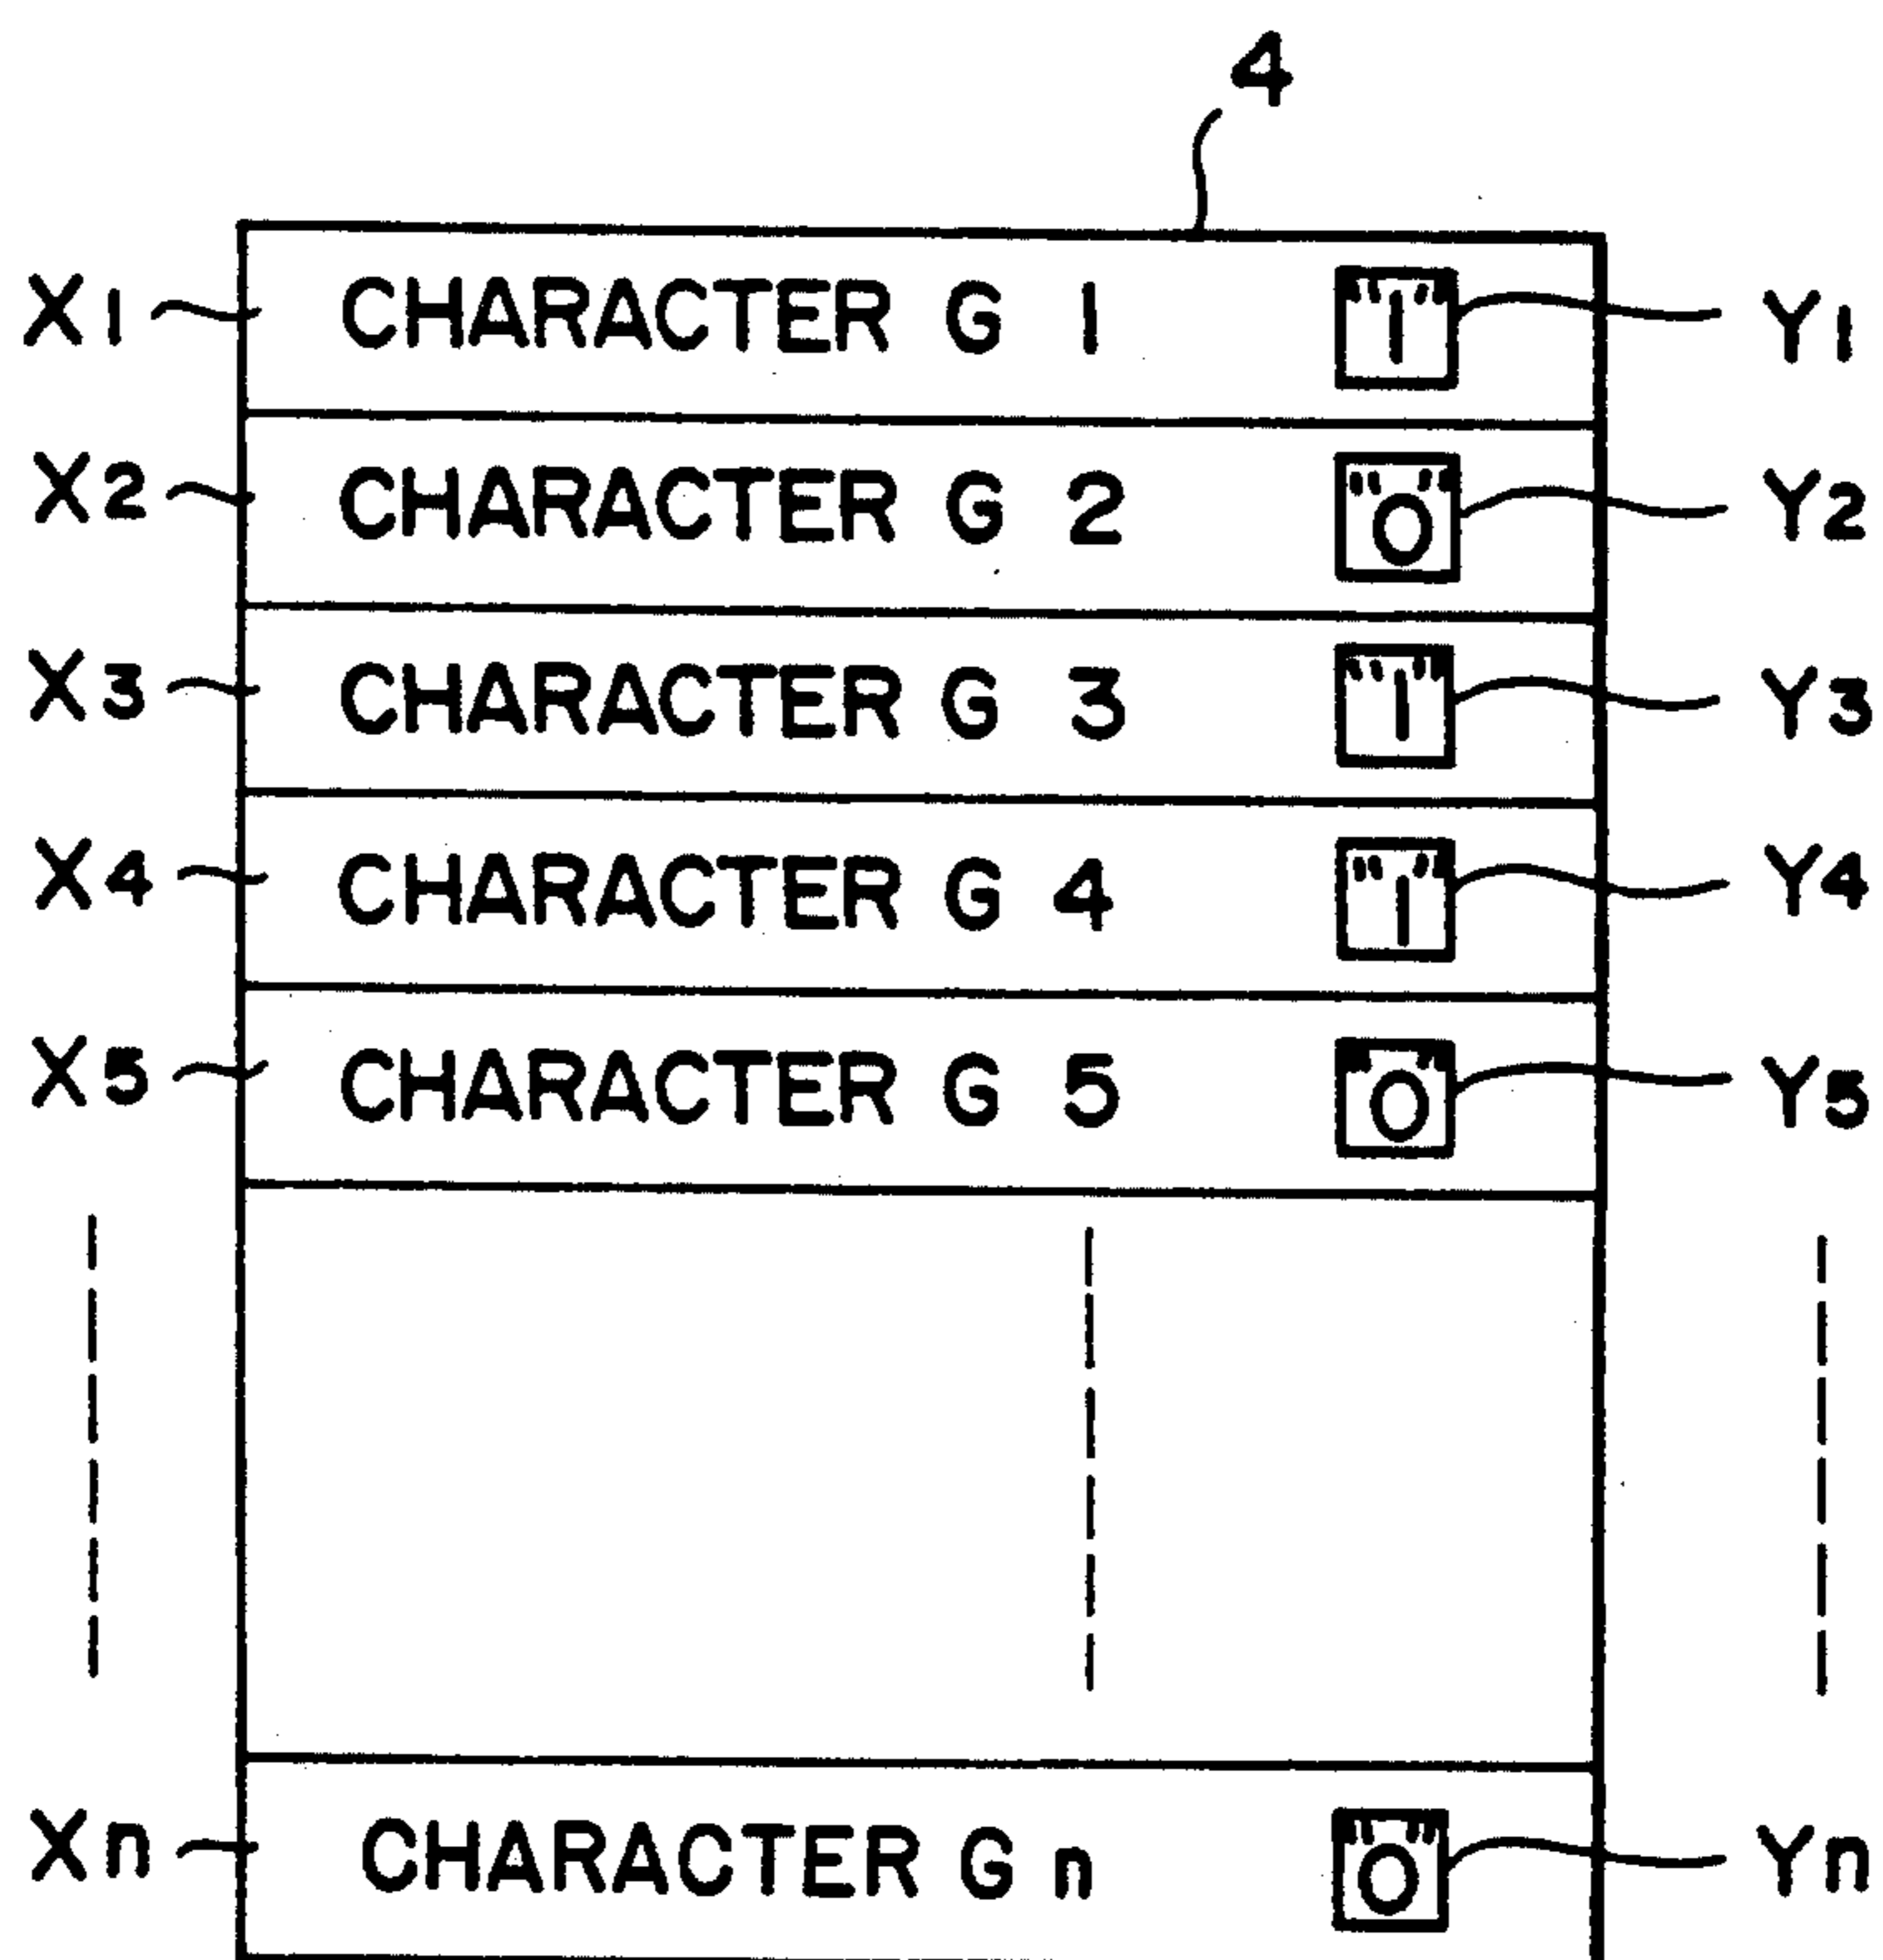 4
X1 CHARACTER G 1 "1" Y1
X2 CHARACTER G 2 "0" Y2
X3 CHARACTER G 3 "1" Y3
X4 CHARACTER G 4 "1" Y4
X5 CHARACTER G 5 "0" Y5
Xn CHARACTER G n "0" Yn